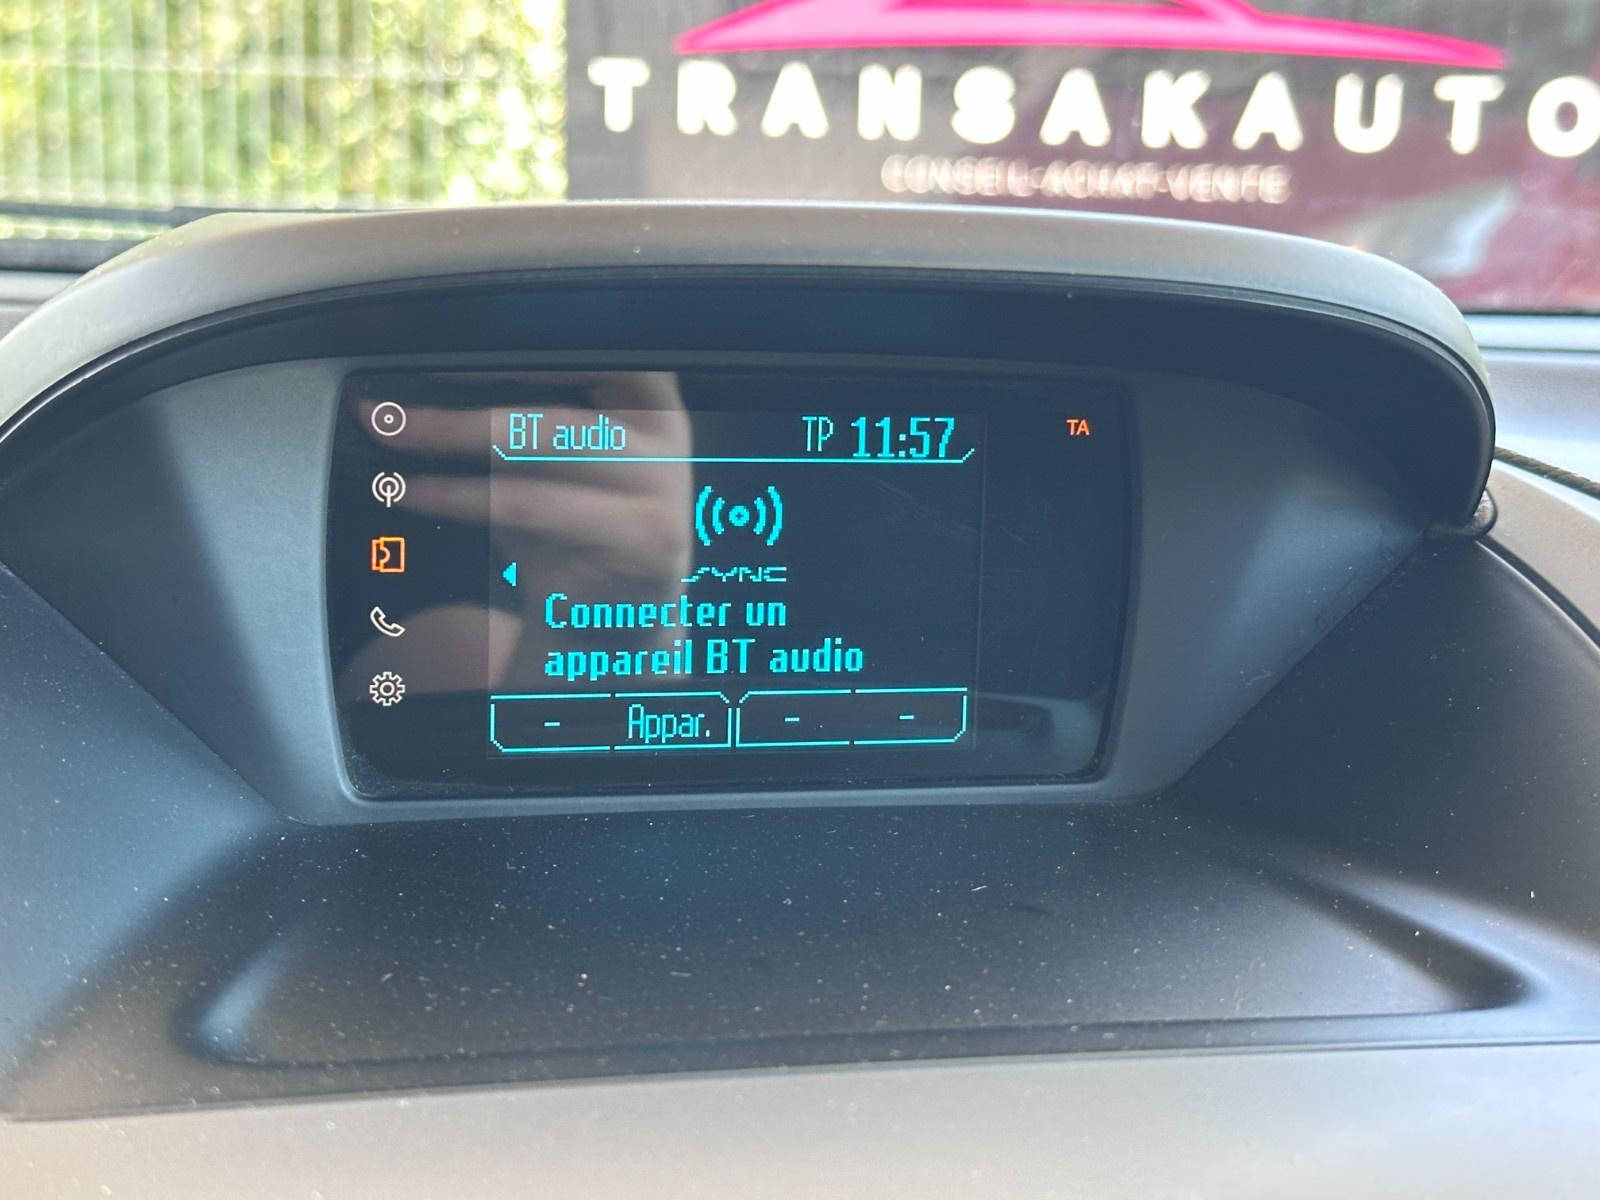 TRANSAKAUTO
CONSEIL-ACHAT-VENTE
BT audio TP 11:57 TA
SYNC
Connecter un
appareil BT audio
- Appar. - -